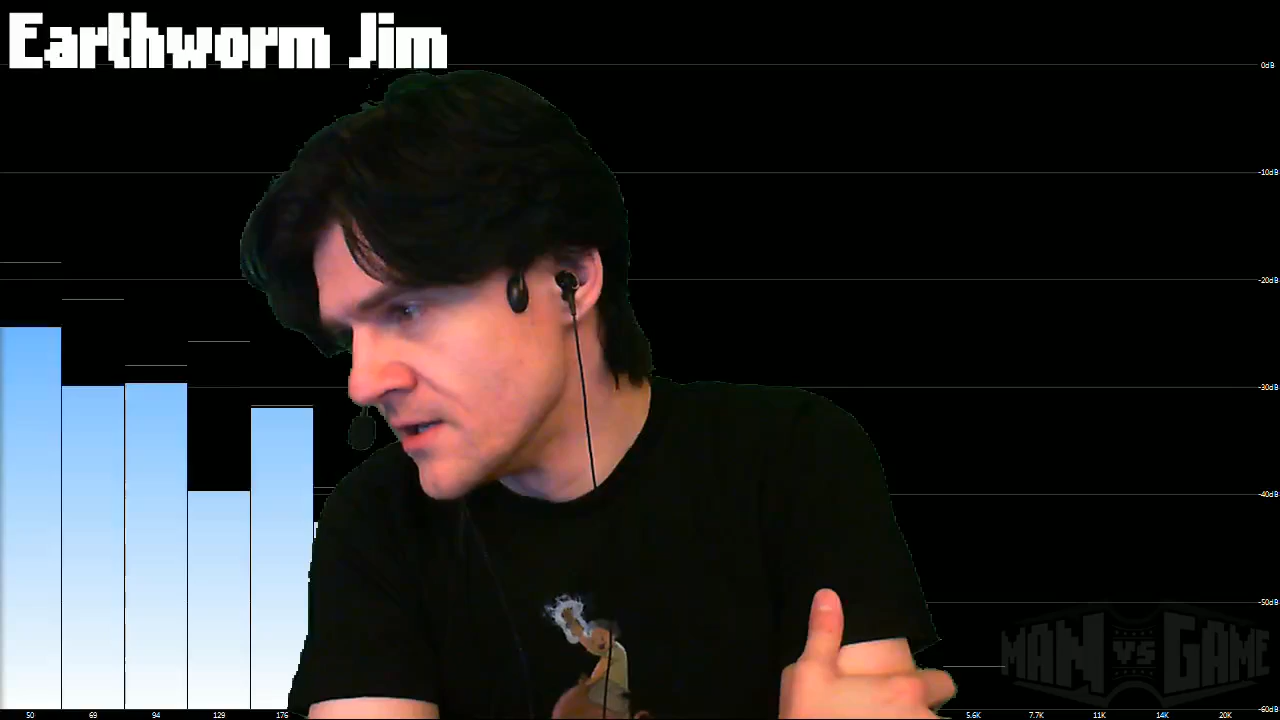 Earthworm Jim
0dB
-10dB
-20dB
-30dB
-40dB
-50dB
MAN VS GAME
-60dB
50 69 94 129 176 5.6K 7.7K 11K 14K 20K